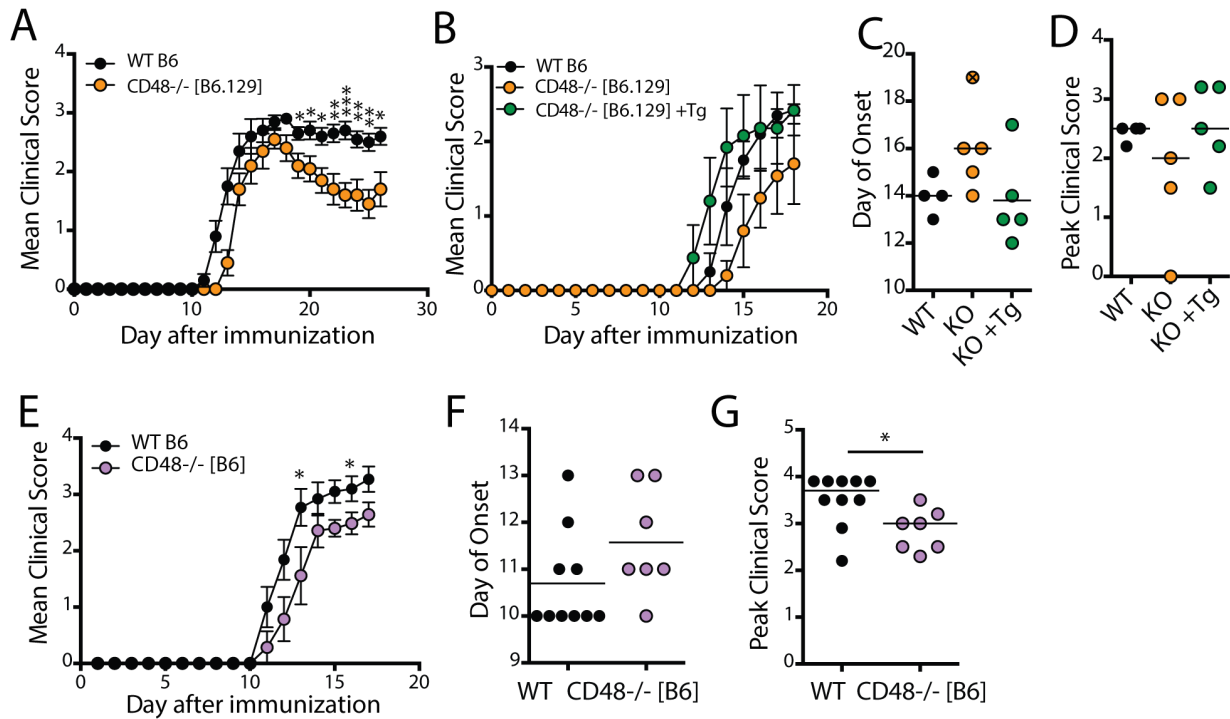 A
WT B6
CD48-/- [B6.129]
Mean Clinical Score
4
3
2
1
0
0 10 20 30
Day after immunization
B
WT B6
CD48-/- [B6.129]
CD48-/- [B6.129] +Tg
Mean Clinical Score
3
2
1
0
0 5 10 15 20
Day after immunization
C
Day of Onset
20
18
16
14
12
10
WT KO KO +Tg
D
Peak Clinical Score
4
3
2
1
0
WT KO KO +Tg
E
WT B6
CD48-/- [B6]
* *
Mean Clinical Score
4
3
2
1
0
0 5 10 15 20
Day after immunization
F
Day of Onset
14
13
12
11
10
9
WT CD48-/- [B6]
G
*
Peak Clinical Score
5
4
3
2
1
0
WT CD48-/- [B6]